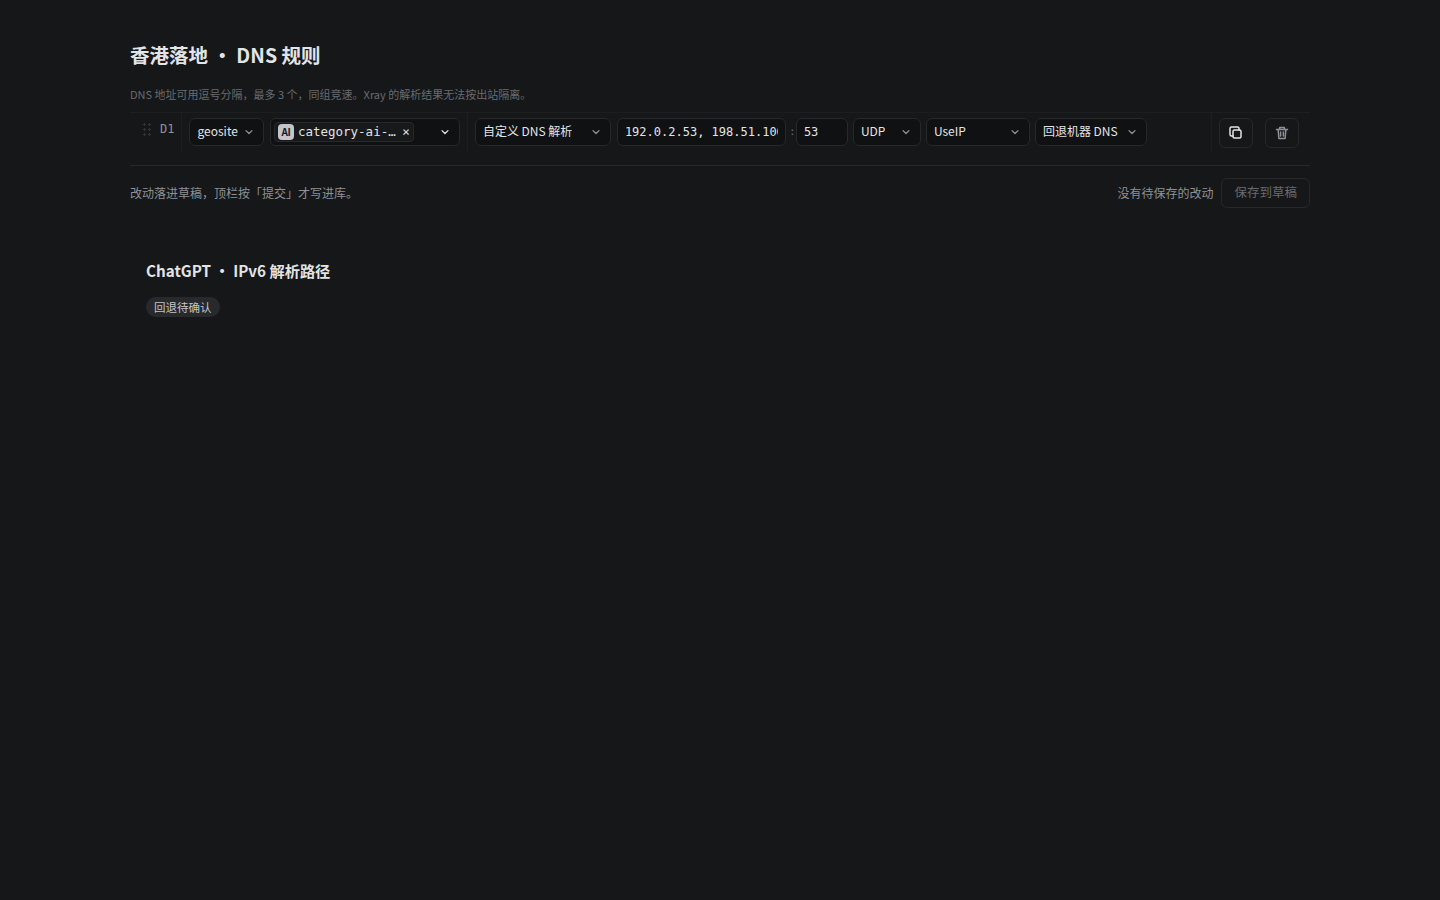 香港落地 · DNS 规则
DNS 地址可用逗号分隔，最多 3 个，同组竞速。Xray 的解析结果无法按出站隔离。
D1 geosite AI category-ai-… × 自定义 DNS 解析 192.0.2.53, 198.51.10 : 53 UDP UseIP 回退机器 DNS
改动落进草稿，顶栏按「提交」才写进库。 没有待保存的改动 保存到草稿
ChatGPT · IPv6 解析路径
回退待确认